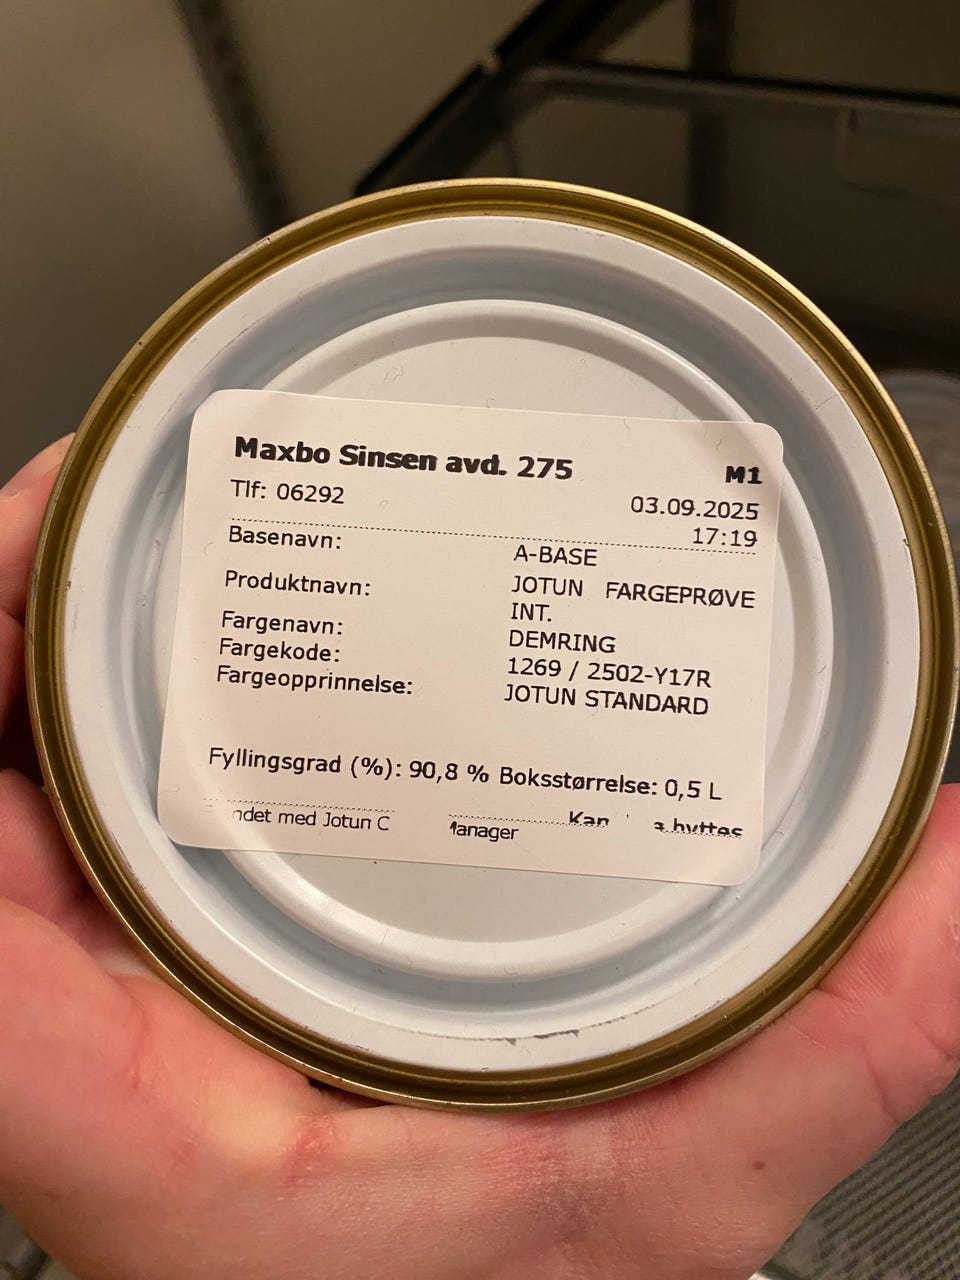 Maxbo Sinsen avd. 275
M1
Tlf: 06292
03.09.2025
17:19
Basenavn: A-BASE
Produktnavn: JOTUN FARGEPRØVE
INT.
Fargenavn: DEMRING
Fargekode: 1269 / 2502-Y17R
Fargeopprinnelse: JOTUN STANDARD
Fyllingsgrad (%): 90,8 % Boksstørrelse: 0,5 L
med Jotun C